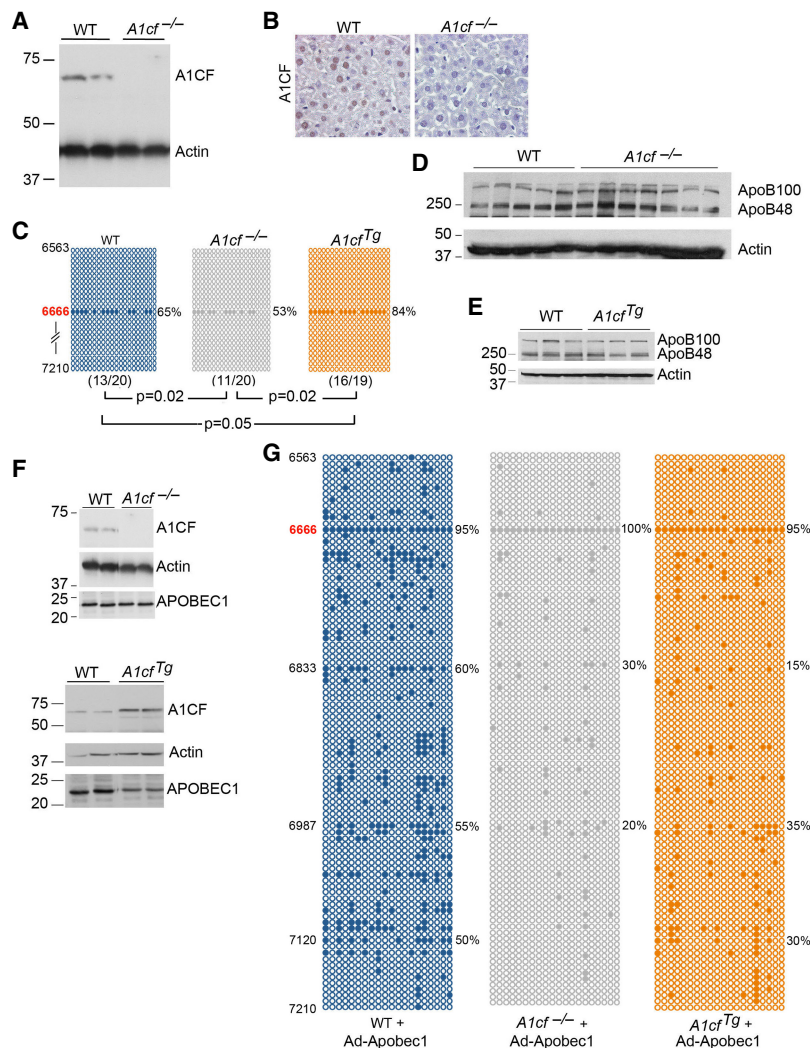 A
WT
A1cf –/–
75
A1CF
50
Actin
37
B
WT
A1cf –/–
A1CF
C
WT
A1cf –/–
A1cf Tg
6563
6666
65%
53%
84%
7210
(13/20)
(11/20)
(16/19)
p=0.02
p=0.02
p=0.05
D
WT
A1cf –/–
ApoB100
250
ApoB48
50
37
Actin
E
WT
A1cf Tg
ApoB100
250
ApoB48
50
37
Actin
F
WT
A1cf –/–
75
A1CF
Actin
37
25
APOBEC1
20
WT
A1cf Tg
75
A1CF
50
Actin
37
25
APOBEC1
20
G
6563
6666
95%
100%
95%
6833
60%
30%
15%
6987
55%
20%
35%
7120
50%
30%
7210
WT +
Ad-Apobec1
A1cf –/– +
Ad-Apobec1
A1cf Tg +
Ad-Apobec1